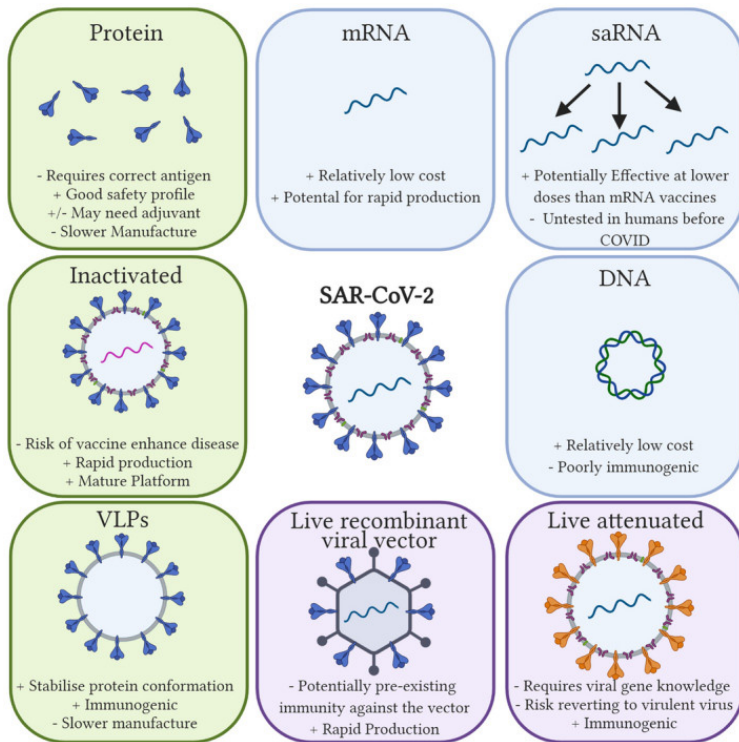 Protein
- Requires correct antigen
+ Good safety profile
+/- May need adjuvant
- Slower Manufacture
mRNA
+ Relatively low cost
+ Potental for rapid production
saRNA
+ Potentially Effective at lower
doses than mRNA vaccines
- Untested in humans before
COVID
Inactivated
- Risk of vaccine enhance disease
+ Rapid production
+ Mature Platform
SAR-CoV-2
DNA
+ Relatively low cost
- Poorly immunogenic
VLPs
+ Stabilise protein conformation
+ Immunogenic
- Slower manufacture
Live recombinant
viral vector
- Potentially pre-existing
immunity against the vector
+ Rapid Production
Live attenuated
- Requires viral gene knowledge
- Risk reverting to virulent virus
+ Immunogenic